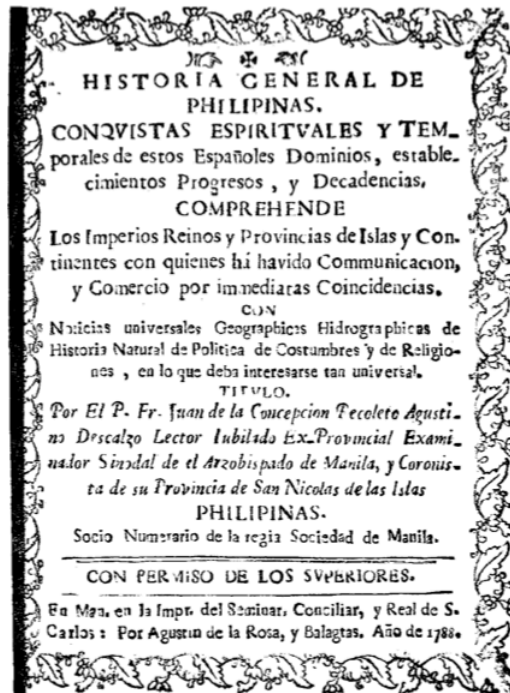 HISTORIA GENERAL DE
PHILIPINAS.
CONQVISTAS ESPIRITVALES Y TEM-
porales de estos Españoles Dominios, estable-
cimientos Progresos, y Decadencias,
COMPREHENDE
Los Imperios Reinos y Provincias de Islas y Con-
tinentes con quienes há havido Communicacion,
y Comercio por immediatas Coincidencias.
CON
Noticias universales Geographicas Hidrographicas de
Historia Natural de Politica de Costumbres y de Religio-
nes, en lo que deba interesarse tan universal.
TITVLO.
Por El P. Fr. Juan de la Concepcion Recoleto Agusti-
no Descalzo Lector Iubilado Ex-Provincial Exami-
nador Sinodal de el Arzobispado de Manila, y Coronis-
ta de su Provincia de San Nicolas de las Islas
PHILIPINAS.
Socio Numerario de la regia Sociedad de Manila.
CON PERMISO DE LOS SVPERIORES.
En Man. en la Impr. del Seminar. Conciliar, y Real de S.
Carlos: Por Agustin de la Rosa, y Balagtas. Año de 1788.